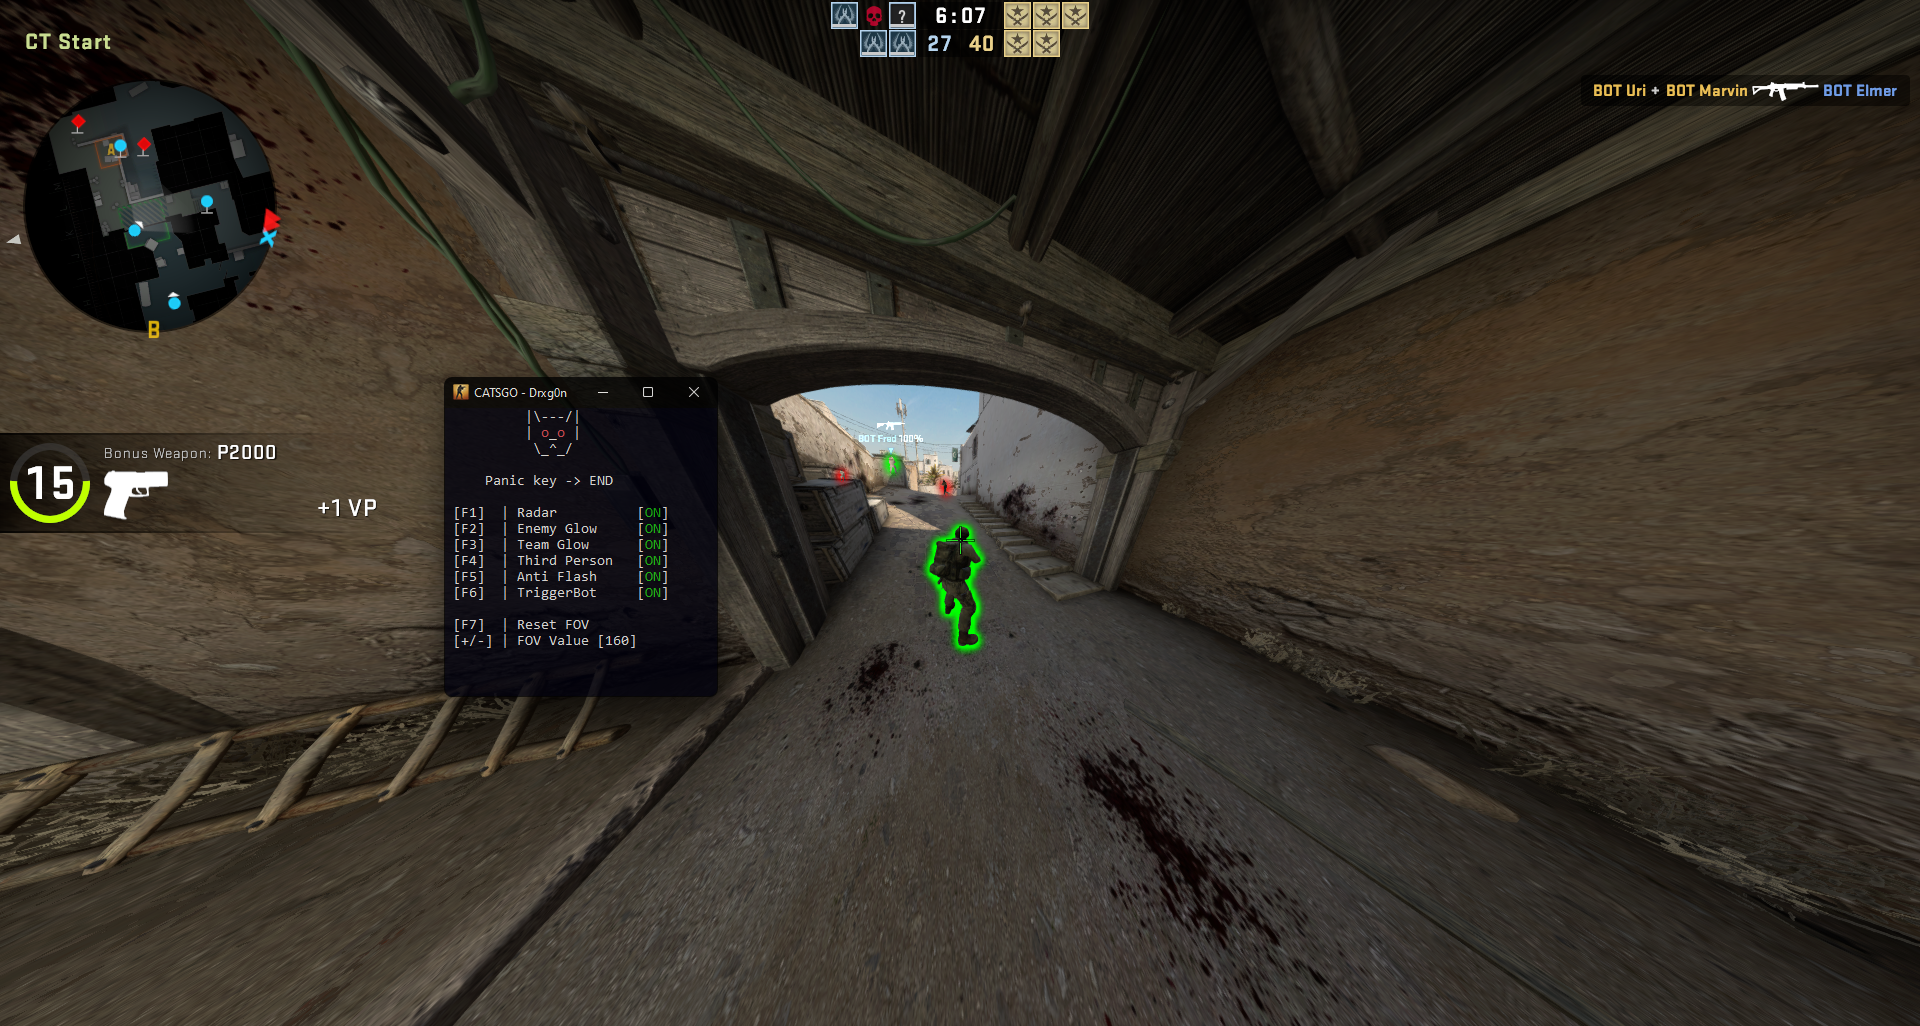 CT Start
?
6:07
27 40
BOT Uri + BOT Marvin BOT Elmer
A
B
15
Bonus Weapon: P2000
+1 VP
BOT Fred 100%
CATSGO - Drxg0n
|\---/|
| o_o |
\_^_/
Panic key -> END
[F1] | Radar [ON]
[F2] | Enemy Glow [ON]
[F3] | Team Glow [ON]
[F4] | Third Person [ON]
[F5] | Anti Flash [ON]
[F6] | TriggerBot [ON]
[F7] | Reset FOV
[+/-] | FOV Value [160]